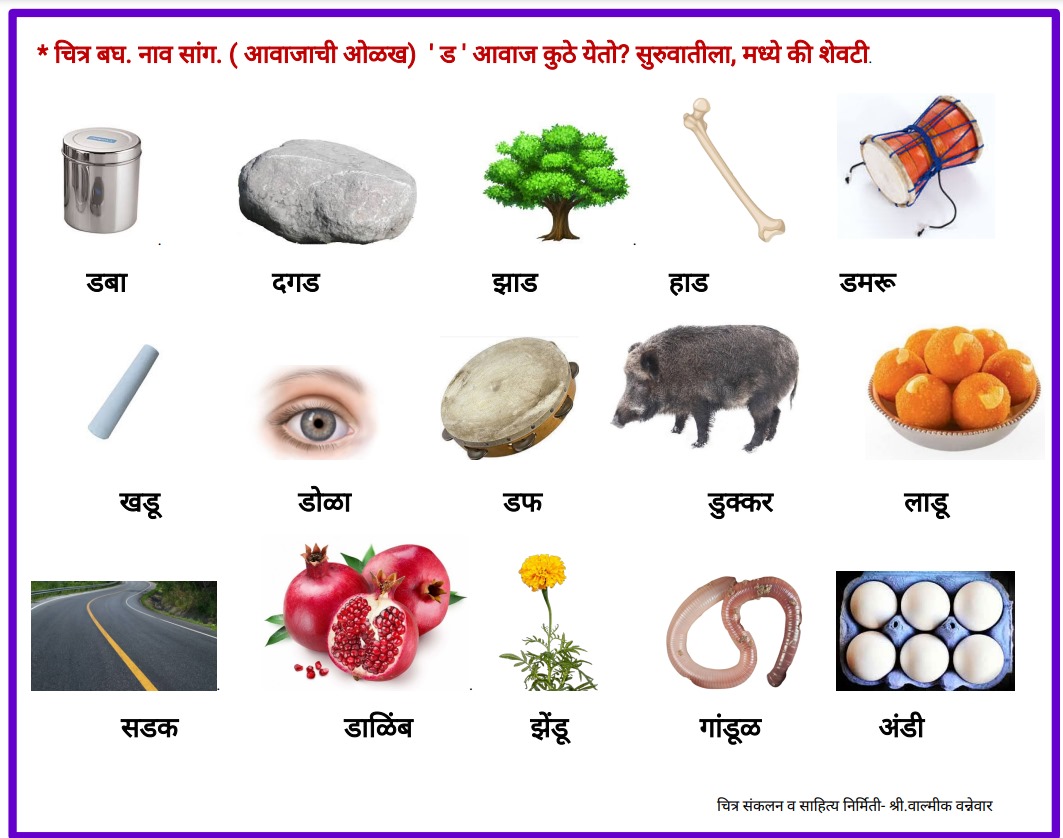 * चित्र बघ. नाव सांग. ( आवाजाची ओळख) ' ड ' आवाज कुठे येतो? सुरुवातीला, मध्ये की शेवटी.
डबा दगड झाड हाड डमरू
खडू डोळा डफ डुक्कर लाडू
सडक डाळिंब झेंडू गांडूळ अंडी
चित्र संकलन व साहित्य निर्मिती- श्री.वाल्मीक वन्नेवार